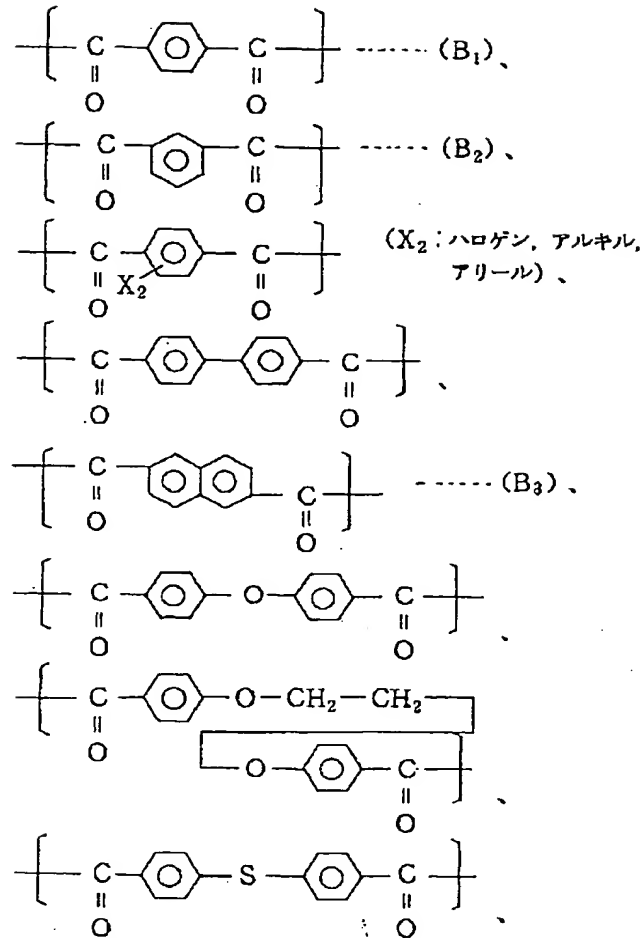 C C ------ (B₁)、
‖ ‖
O O
C C ------ (B₂)、
‖ ‖
O O
C C (X₂：ハロゲン, アルキル,
‖ X₂ ‖ アリール)、
O O
C C 、
‖ ‖
O O
C
‖ C ------ (B₃)、
O ‖
O
C O C
‖ ‖
O O 、
C O—CH₂—CH₂
‖
O O C
‖
O 、
C S C
‖ ‖
O O 、